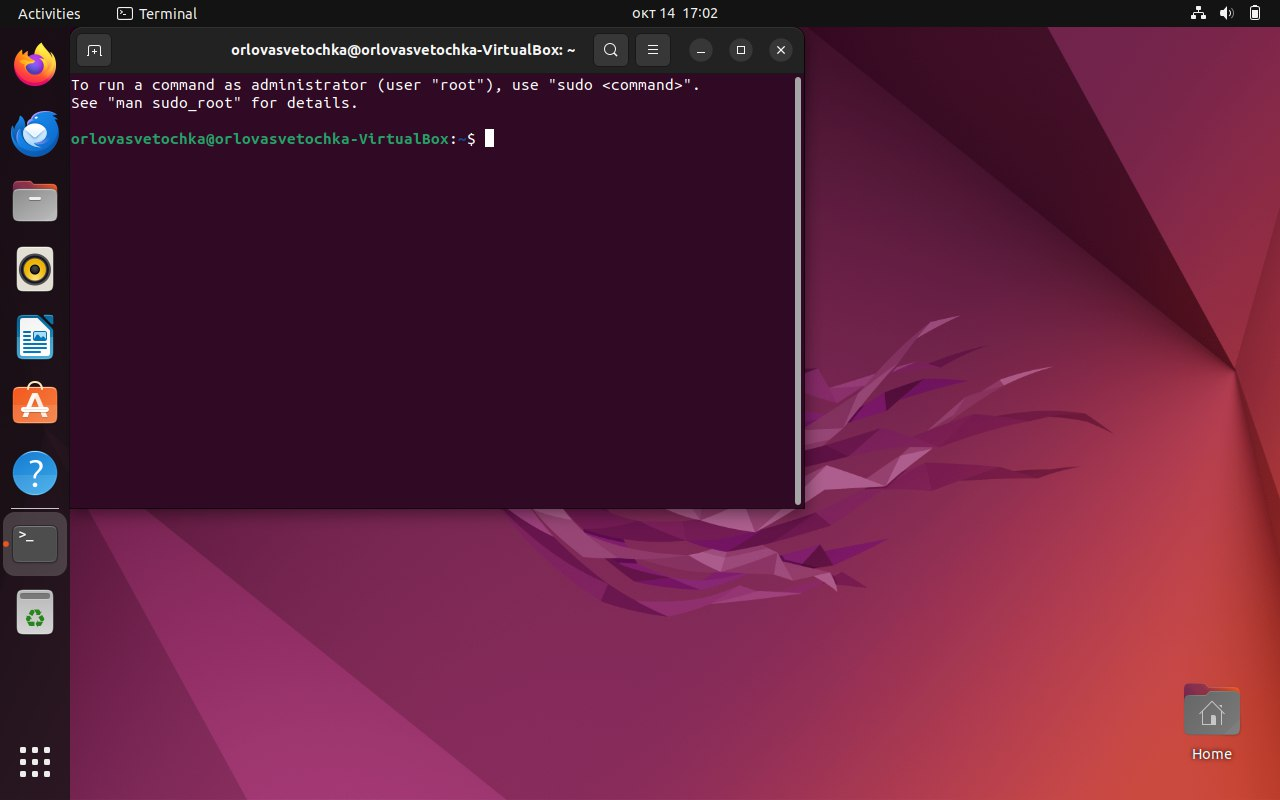 Activities
Terminal
окт 14 17:02
orlovasvetochka@orlovasvetochka-VirtualBox: ~
To run a command as administrator (user "root"), use "sudo <command>".
See "man sudo_root" for details.
orlovasvetochka@orlovasvetochka-VirtualBox:~$
Home